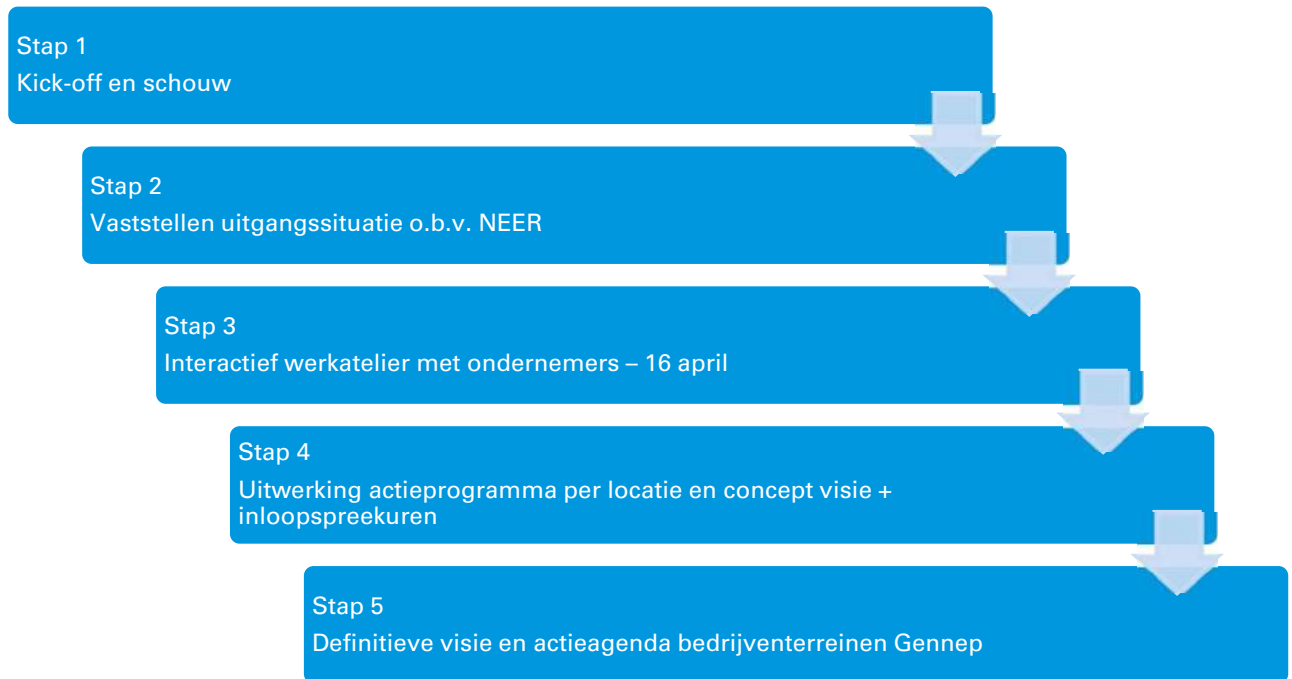 Stap 1
Kick-off en schouw
Stap 2
Vaststellen uitgangssituatie o.b.v. NEER
Stap 3
Interactief werkatelier met ondernemers – 16 april
Stap 4
Uitwerking actieprogramma per locatie en concept visie +
inloopspreekuren
Stap 5
Definitieve visie en actieagenda bedrijventerreinen Gennep